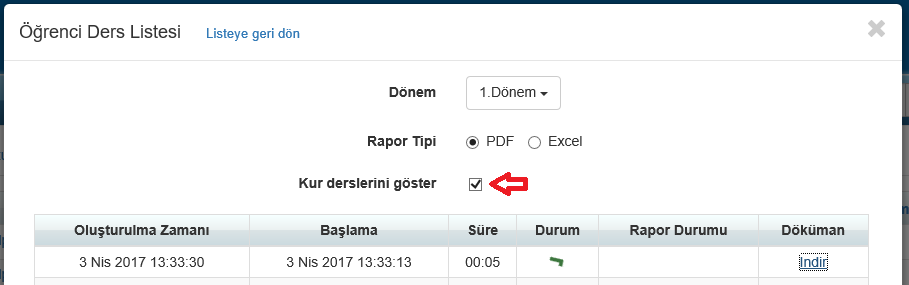 Öğrenci Ders Listesi Listeye geri dön
Dönem 1.Dönem
Rapor Tipi PDF Excel
Kur derslerini göster
Oluşturulma Zamanı Başlama Süre Durum Rapor Durumu Döküman
3 Nis 2017 13:33:30 3 Nis 2017 13:33:13 00:05 İndir